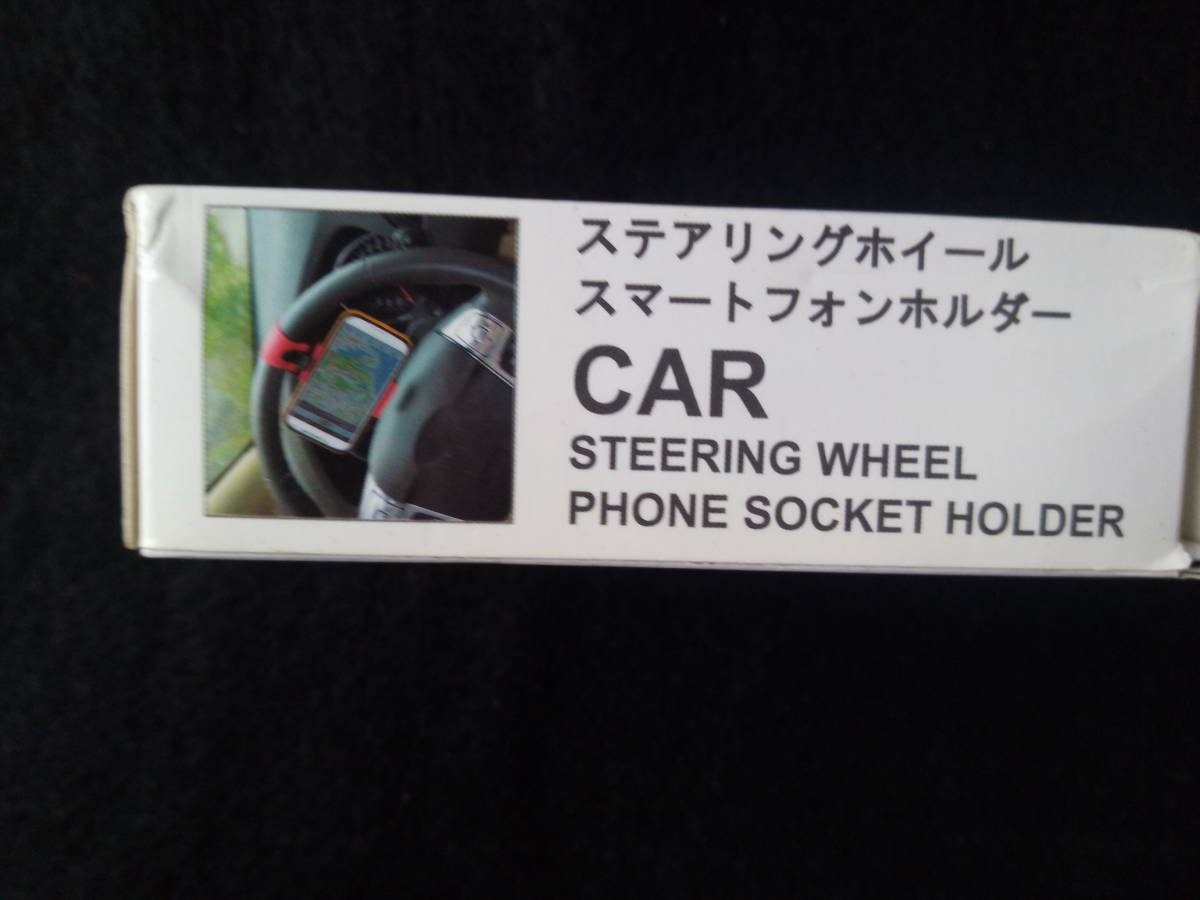 ステアリングホイール
スマートフォンホルダー
CAR
STEERING WHEEL
PHONE SOCKET HOLDER